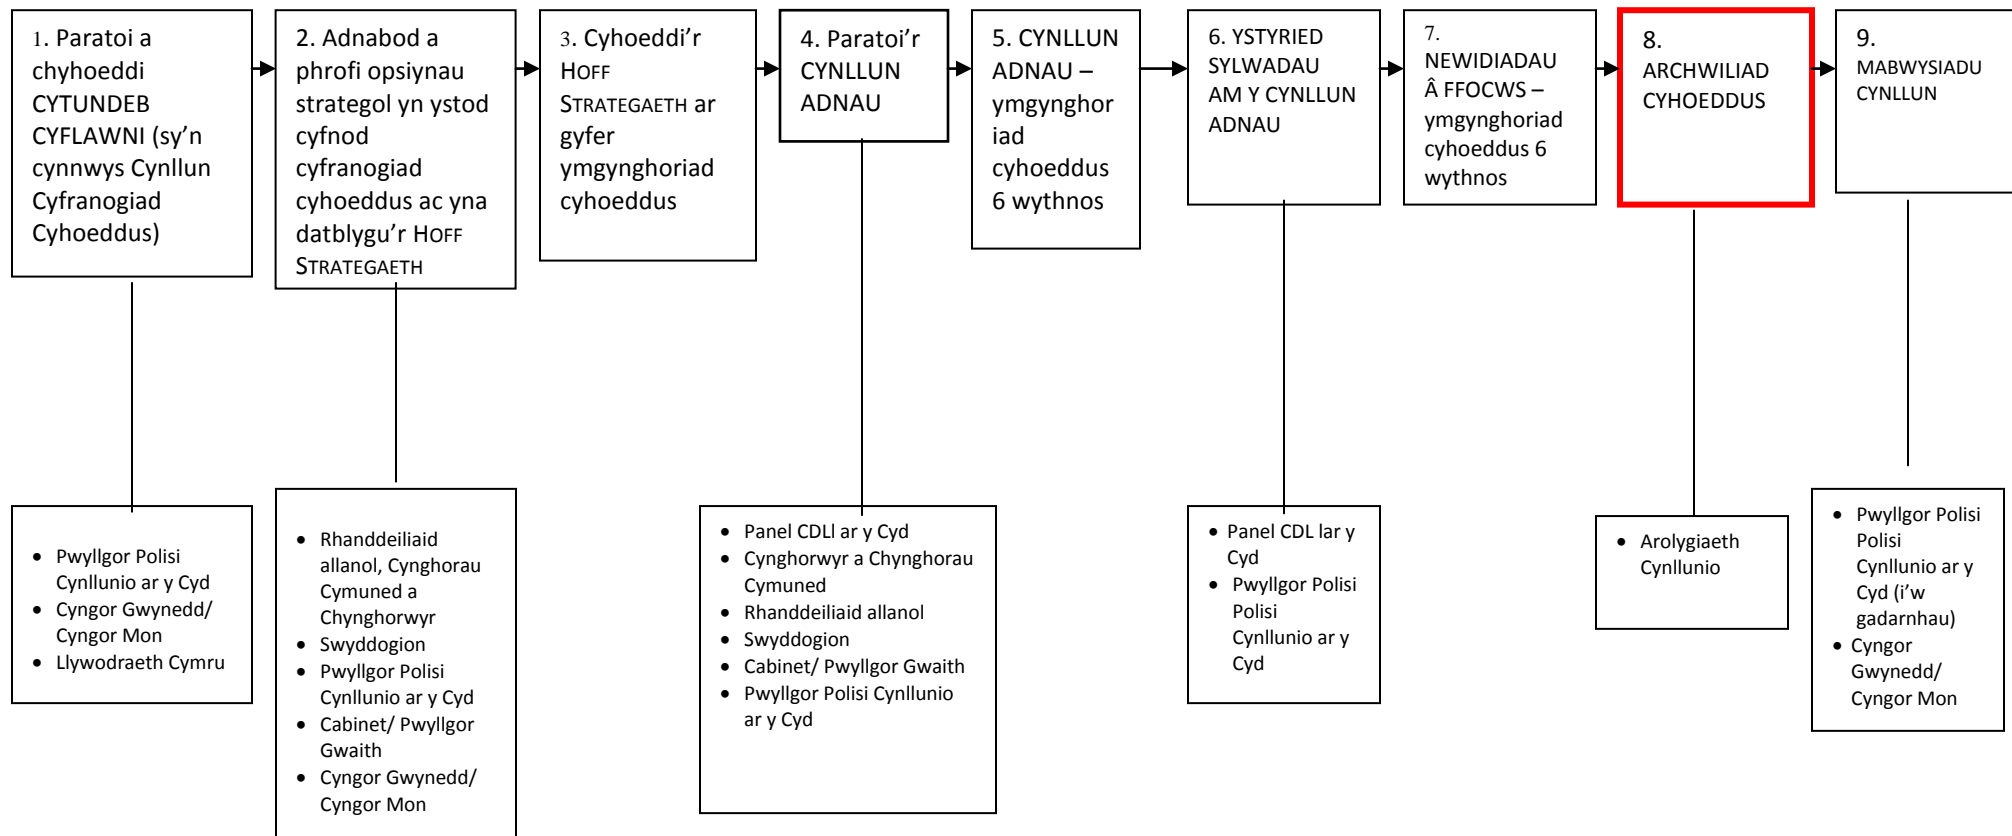 1. Paratoi a
chyhoeddi
CYTUNDEB
CYFLAWNI (sy’n
cynnwys Cynllun
Cyfranogiad
Cyhoeddus)
2. Adnabod a
phrofi opsiynau
strategol yn ystod
cyfnod
cyfranogiad
cyhoeddus ac yna
datblygu’r HOFF
STRATEGAETH
3. Cyhoeddi’r
HOFF
STRATEGAETH ar
gyfer
ymgynghoriad
cyhoeddus
4. Paratoi’r
CYNLLUN
ADNAU
5. CYNLLUN
ADNAU –
ymgynghor
iad
cyhoeddus
6 wythnos
6. YSTYRIED
SYLWADAU
AM Y CYNLLUN
ADNAU
7.
NEWIDIADAU
Â FFOCWS –
ymgynghoriad
cyhoeddus 6
wythnos
8.
ARCHWILIAD
CYHOEDDUS
9.
MABWYSIADU
CYNLLUN
• Pwyllgor Polisi
Cynllunio ar y Cyd
• Cyngor Gwynedd/
Cyngor Mon
• Llywodraeth Cymru
• Rhanddeiliaid
allanol, Cynghorau
Cymuned a
Chynghorwyr
• Swyddogion
• Pwyllgor Polisi
Cynllunio ar y Cyd
• Cabinet/ Pwyllgor
Gwaith
• Cyngor Gwynedd/
Cyngor Mon
• Panel CDLl ar y Cyd
• Cynghorwyr a Chynghorau
Cymuned
• Rhanddeiliaid allanol
• Swyddogion
• Cabinet/ Pwyllgor Gwaith
• Pwyllgor Polisi Cynllunio
ar y Cyd
• Panel CDL lar y
Cyd
• Pwyllgor Polisi
Polisi
Cynllunio ar y
Cyd
• Arolygiaeth
Cynllunio
• Pwyllgor Polisi
Polisi
Cynllunio ar y
Cyd (i’w
gadarnhau)
• Cyngor
Gwynedd/
Cyngor Mon